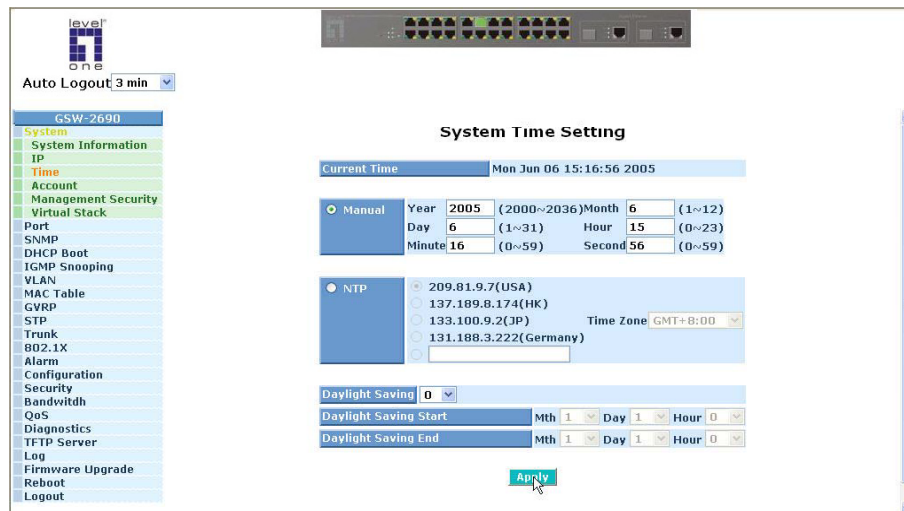 level
one
Auto Logout 3 min
GSW-2690
System
System Information
IP
Time
Account
Management Security
Virtual Stack
Port
SNMP
DHCP Boot
IGMP Snooping
VLAN
MAC Table
GVRP
STP
Trunk
802.1X
Alarm
Configuration
Security
Bandwitdh
QoS
Diagnostics
TFTP Server
Log
Firmware Upgrade
Reboot
Logout
System Time Setting
Current Time Mon Jun 06 15:16:56 2005
Manual Year 2005 (2000~2036) Month 6 (1~12)
Day 6 (1~31) Hour 15 (0~23)
Minute 16 (0~59) Second 56 (0~59)
NTP 209.81.9.7(USA)
137.189.8.174(HK)
133.100.9.2(JP) Time Zone GMT+8:00
131.188.3.222(Germany)
Daylight Saving 0
Daylight Saving Start Mth 1 Day 1 Hour 0
Daylight Saving End Mth 1 Day 1 Hour 0
Apply